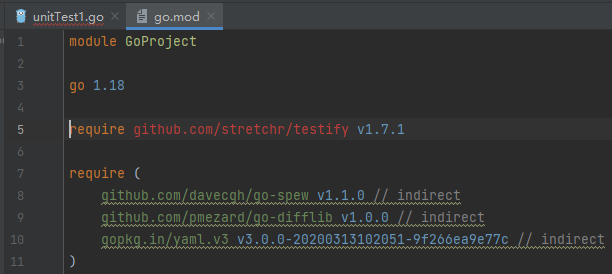 unitTest1.go go.mod
1 module GoProject
2
3 go 1.18
4
5 require github.com/stretchr/testify v1.7.1
6
7 require (
8 github.com/davecgh/go-spew v1.1.0 // indirect
9 github.com/pmezard/go-difflib v1.0.0 // indirect
10 gopkg.in/yaml.v3 v3.0.0-20200313102051-9f266ea9e77c // indirect
11 )